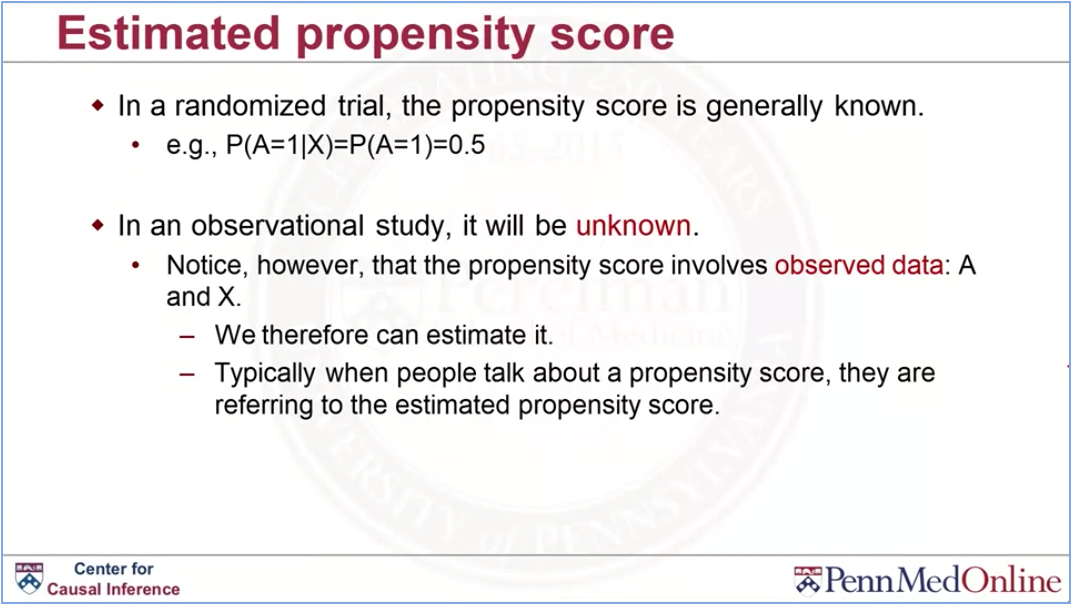 Estimated propensity score
◆ In a randomized trial, the propensity score is generally known.
• e.g., P(A=1|X)=P(A=1)=0.5
◆ In an observational study, it will be unknown.
• Notice, however, that the propensity score involves observed data: A
and X.
– We therefore can estimate it.
– Typically when people talk about a propensity score, they are
referring to the estimated propensity score.
Center for
Causal Inference
PennMedOnline